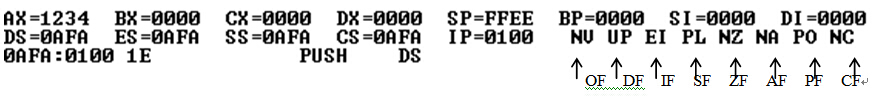 AX=1234 BX=0000 CX=0000 DX=0000 SP=FFEE BP=0000 SI=0000 DI=0000
DS=0AFA ES=0AFA SS=0AFA CS=0AFA IP=0100 NV UP EI PL NZ NA PO NC
0AFA:0100 1E PUSH DS
OF DF IF SF ZF AF PF CF